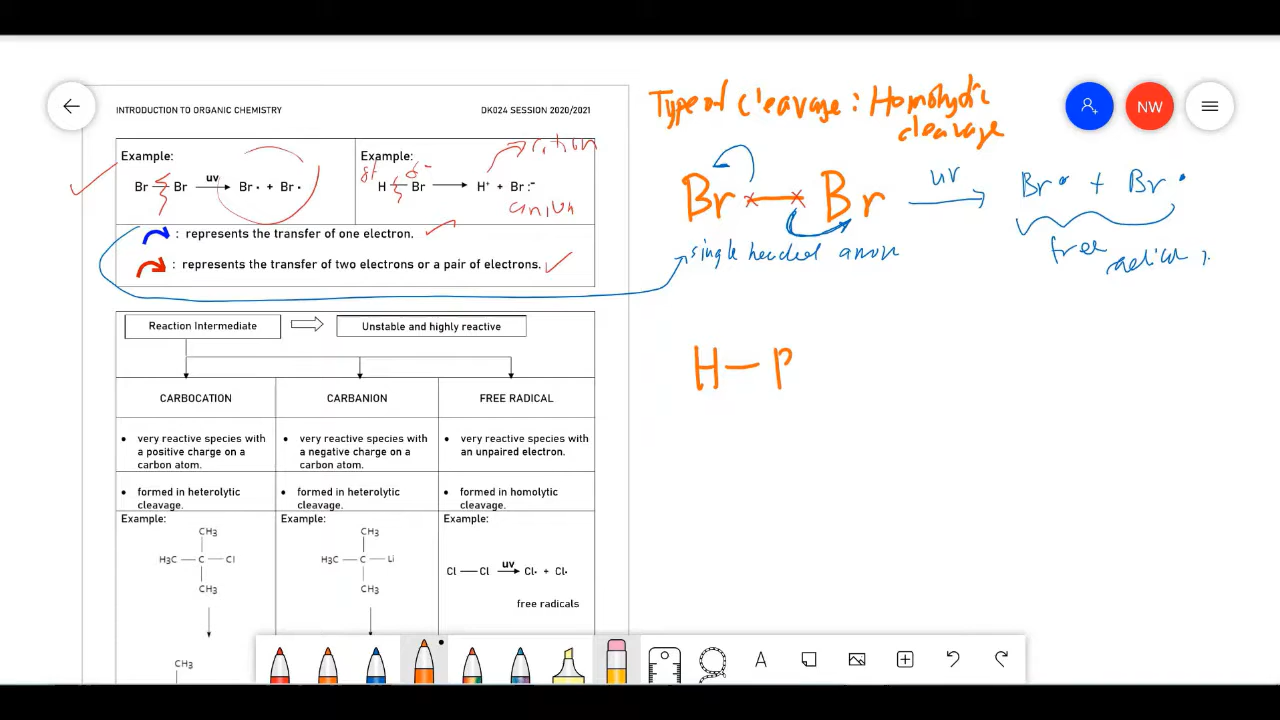 INTRODUCTION TO ORGANIC CHEMISTRY
DK024 SESSION 2020/2021
Example:
Br Br uv Br• + Br•
Example:
δ+ δ-
H Br H⁺ + Br:⁻
cation
anion
: represents the transfer of one electron.
: represents the transfer of two electrons or a pair of electrons.
Reaction Intermediate
Unstable and highly reactive
CARBOCATION
CARBANION
FREE RADICAL
• very reactive species with
a positive charge on a
carbon atom.
• very reactive species with
a negative charge on a
carbon atom.
• very reactive species with
an unpaired electron.
• formed in heterolytic
cleavage.
• formed in heterolytic
cleavage.
• formed in homolytic
cleavage.
Example:
CH3
H3C — C — Cl
CH3
CH3
Example:
CH3
H3C — C — Li
CH3
Example:
Cl — Cl uv Cl• + Cl•
free radicals
Type of cleavage : Homolytic
cleavage
Br — Br uv Br• + Br•
single headed arrow
free
radical
H—
NW
A